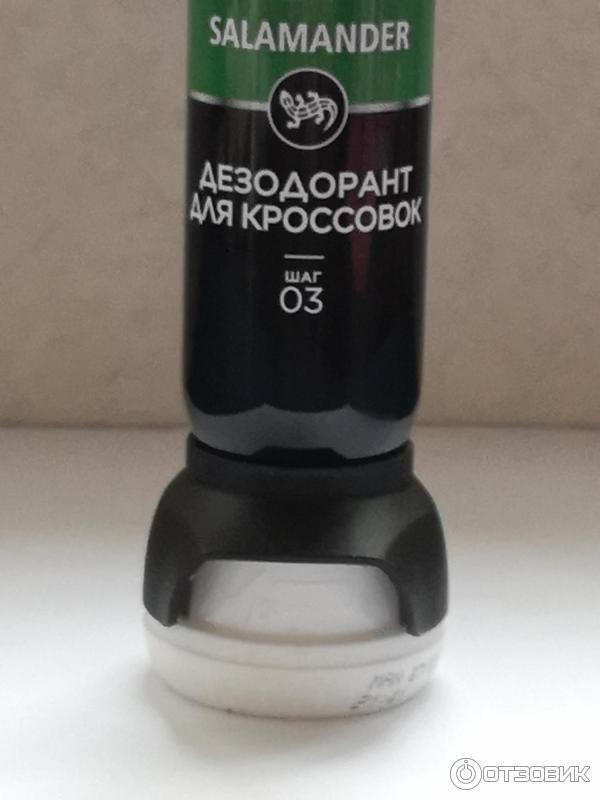 SALAMANDER
ДЕЗОДОРАНТ
ДЛЯ КРОССОВОК
ШАГ
03
ОТЗОВИК